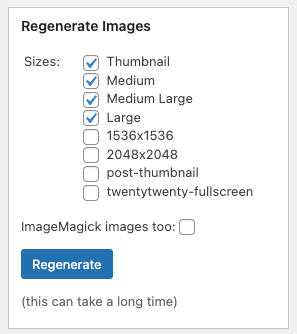 Regenerate Images
Sizes: Thumbnail
Medium
Medium Large
Large
1536x1536
2048x2048
post-thumbnail
twentytwenty-fullscreen
ImageMagick images too:
Regenerate
(this can take a long time)